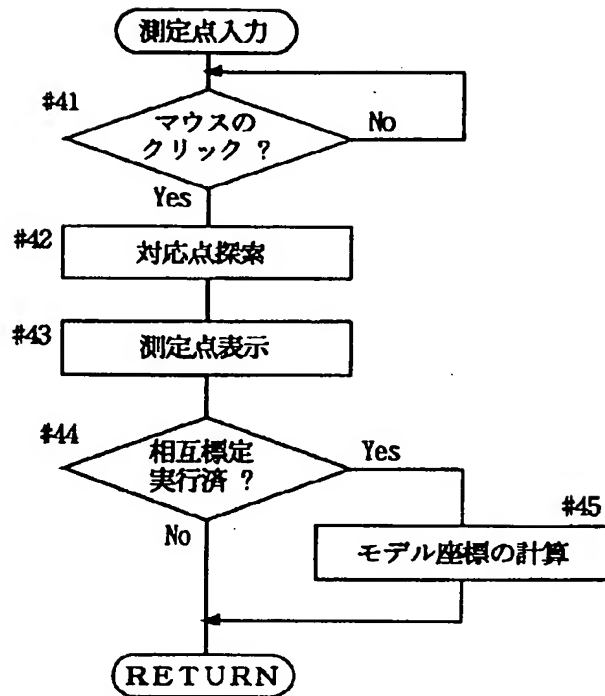 測定点入力
#41
マウスの
クリック ?
No
Yes
#42
対応点探索
#43
測定点表示
#44
相互標定
実行済 ?
Yes
No
#45
モデル座標の計算
RETURN